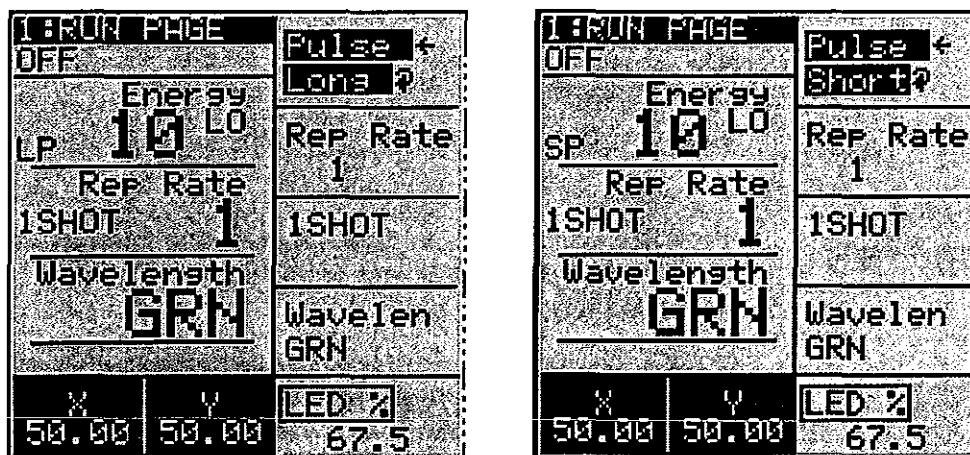 1:RUN PAGE
OFF
Energy
LP 10 LO
Rep Rate
1SHOT 1
Wavelength
GRN
X Y
50.00 50.00
Pulse ←
Long
Rep Rate
1
1SHOT
Wavelen
GRN
LED %
67.5
1:RUN PAGE
OFF
Energy
SP 10 LO
Rep Rate
1SHOT 1
Wavelength
GRN
X Y
50.00 50.00
Pulse ←
Short
Rep Rate
1
1SHOT
Wavelen
GRN
LED %
67.5